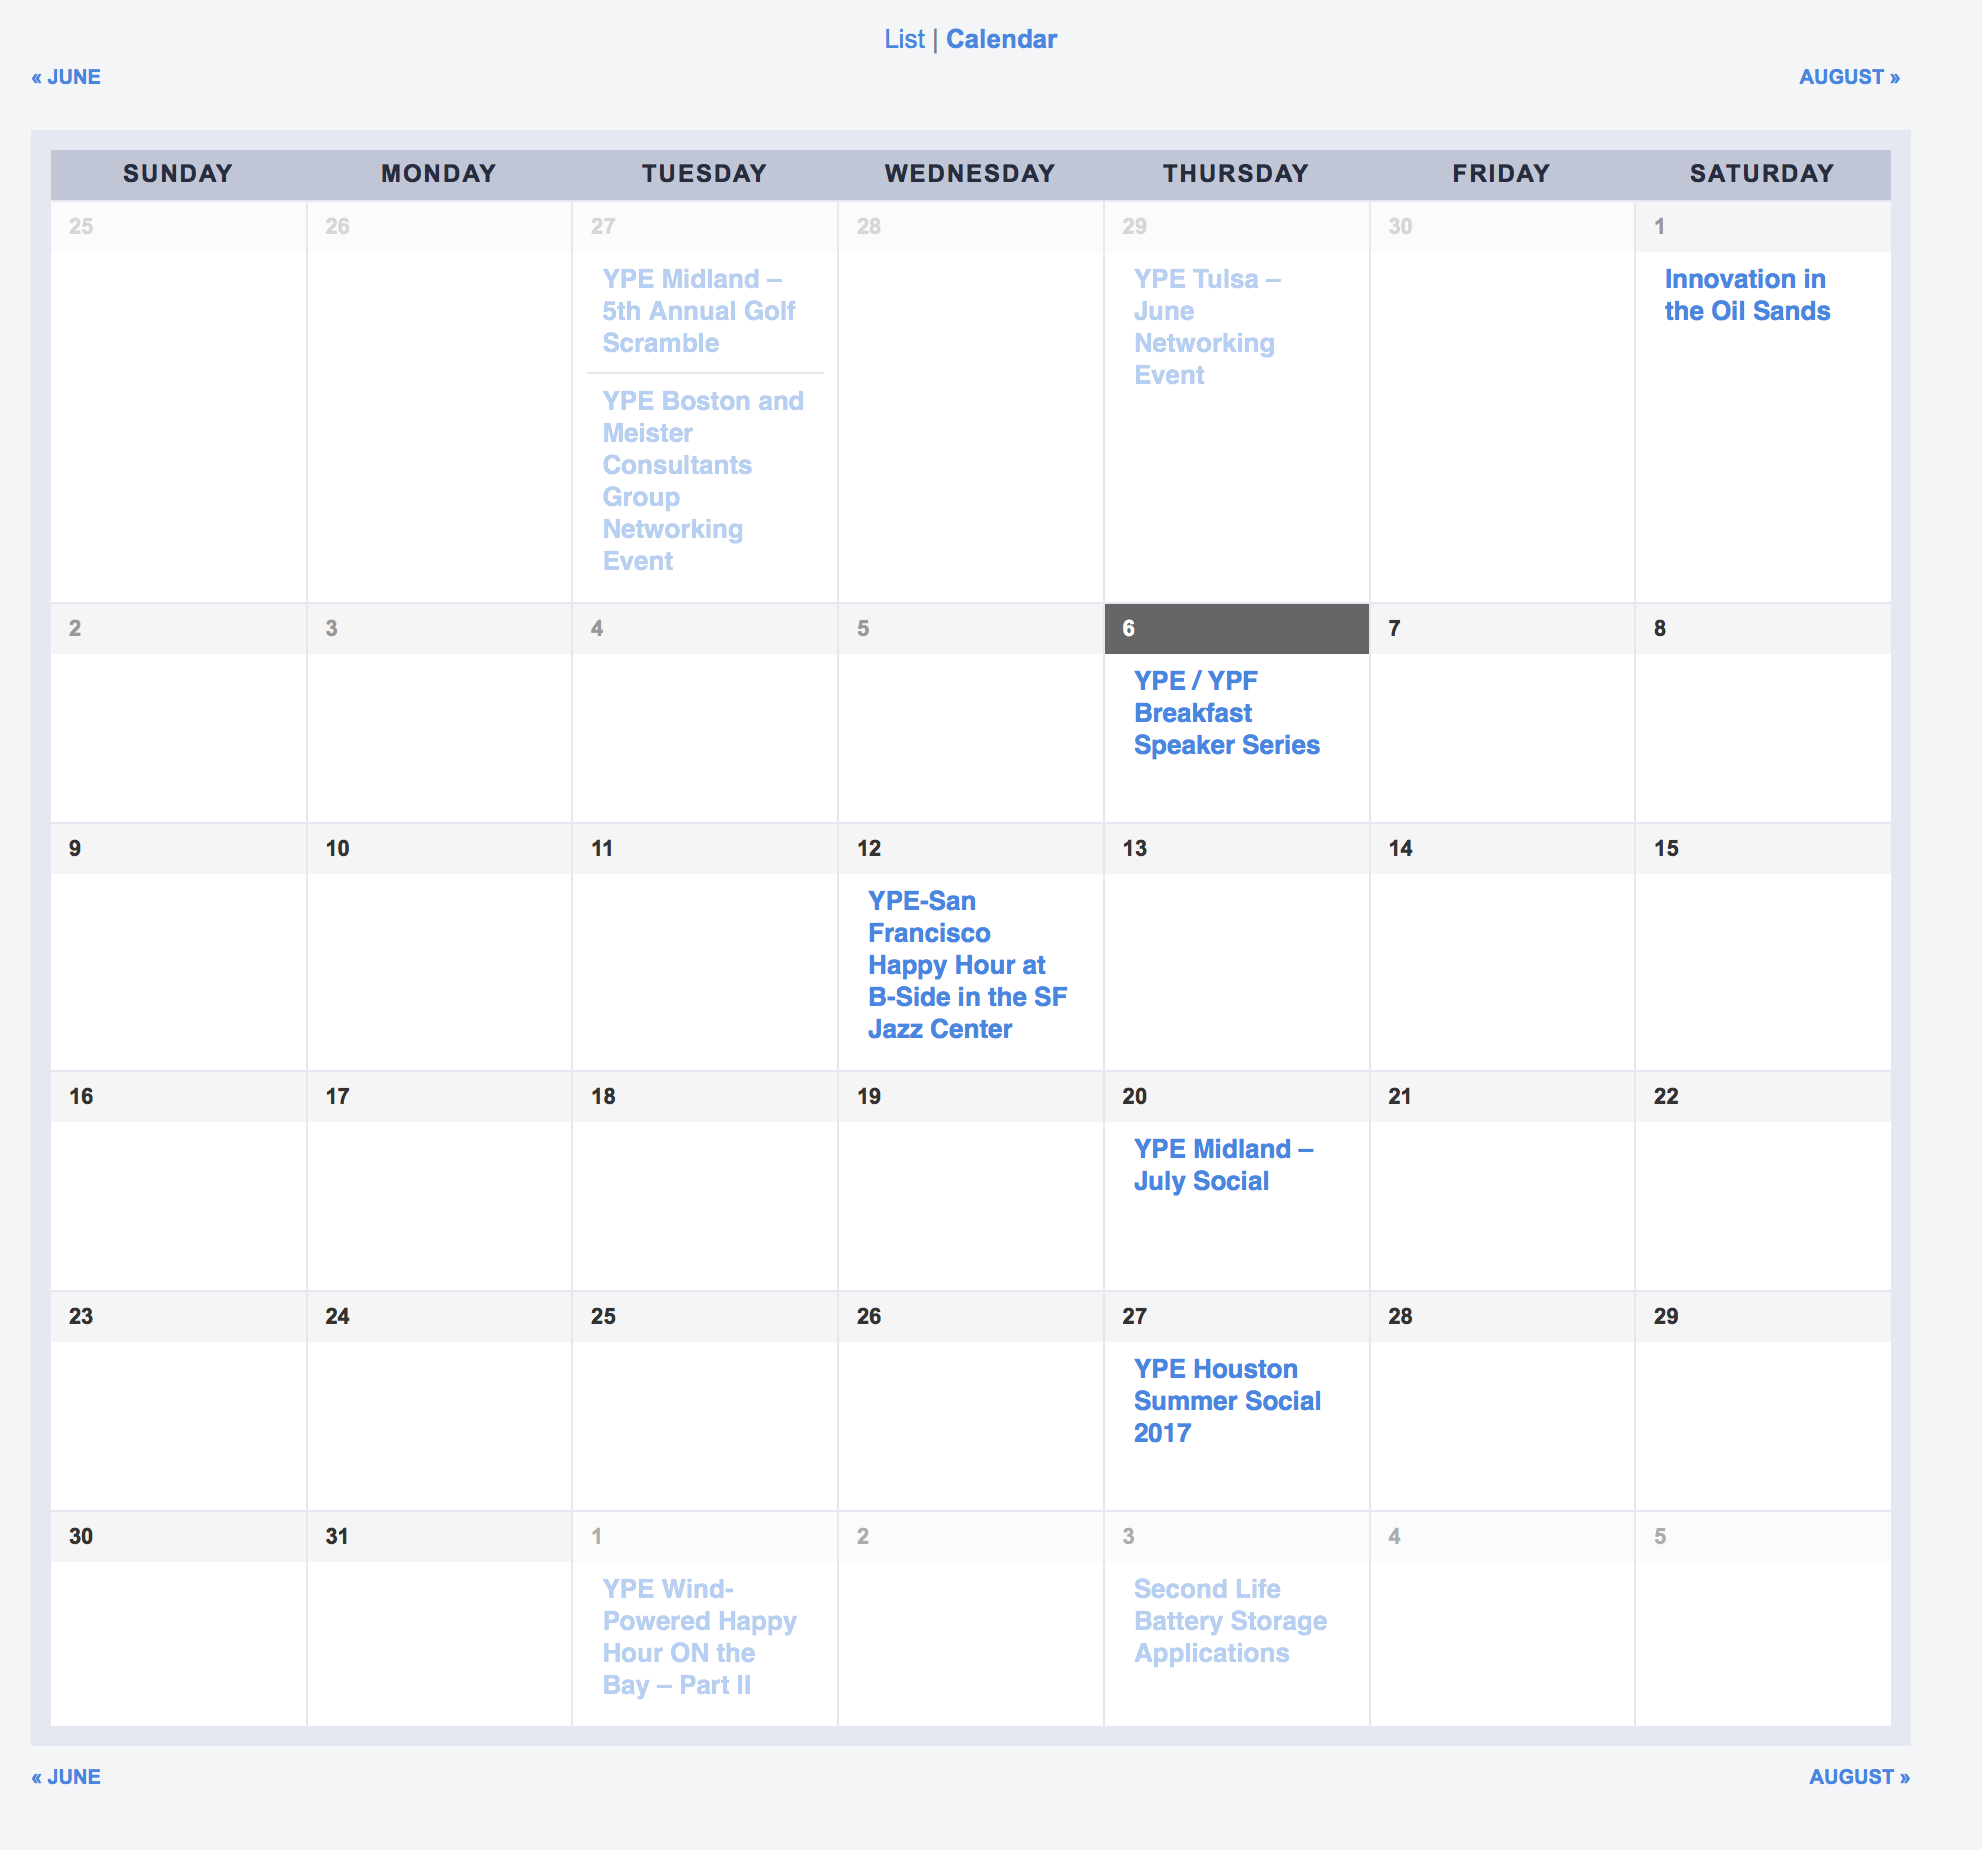 List | Calendar
« JUNE
AUGUST »
SUNDAY MONDAY TUESDAY WEDNESDAY THURSDAY FRIDAY SATURDAY
25 26 27 28 29 30 1
YPE Midland –
5th Annual Golf
Scramble
YPE Boston and
Meister
Consultants
Group
Networking
Event
YPE Tulsa –
June
Networking
Event
Innovation in
the Oil Sands
2 3 4 5 6 7 8
YPE / YPF
Breakfast
Speaker Series
9 10 11 12 13 14 15
YPE-San
Francisco
Happy Hour at
B-Side in the SF
Jazz Center
16 17 18 19 20 21 22
YPE Midland –
July Social
23 24 25 26 27 28 29
YPE Houston
Summer Social
2017
30 31 1 2 3 4 5
YPE Wind-
Powered Happy
Hour ON the
Bay – Part II
Second Life
Battery Storage
Applications
« JUNE
AUGUST »